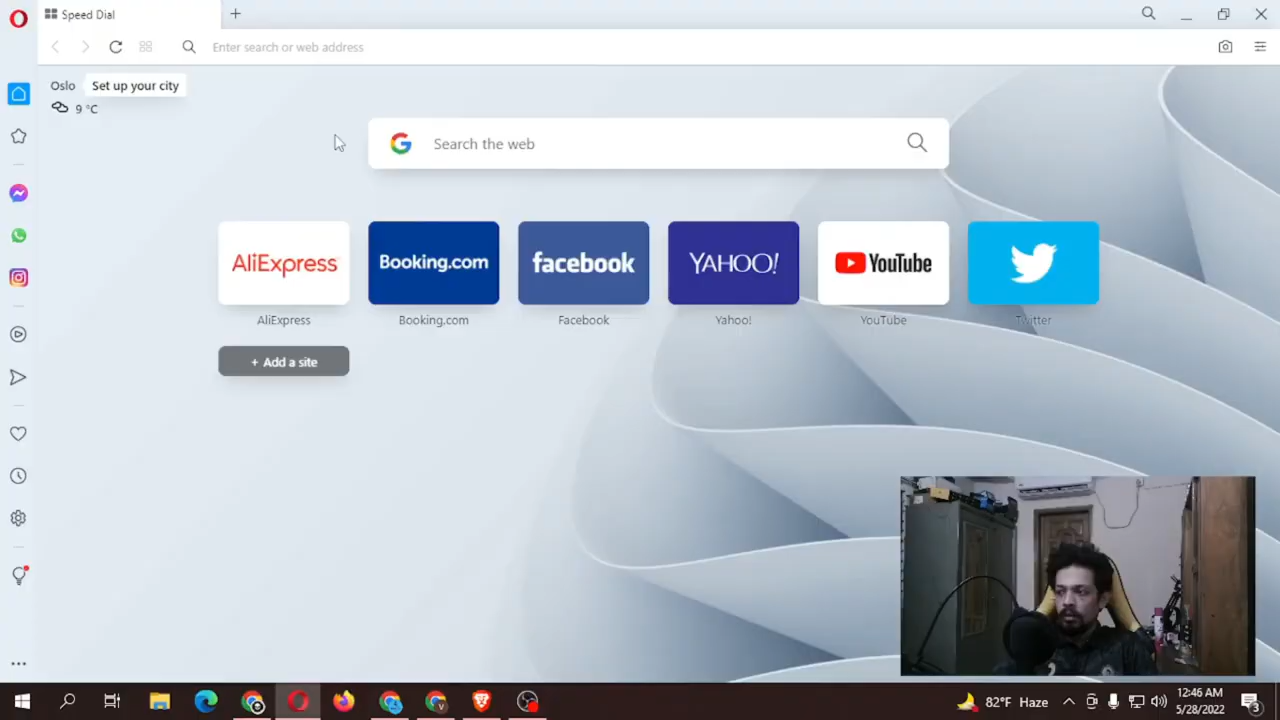 Speed Dial
Enter search or web address
Oslo
Set up your city
9 °C
Search the web
AliExpress
Booking.com
facebook
YAHOO!
YouTube
AliExpress
Booking.com
Facebook
Yahoo!
YouTube
Twitter
+ Add a site
82°F Haze
12:46 AM
5/28/2022
3